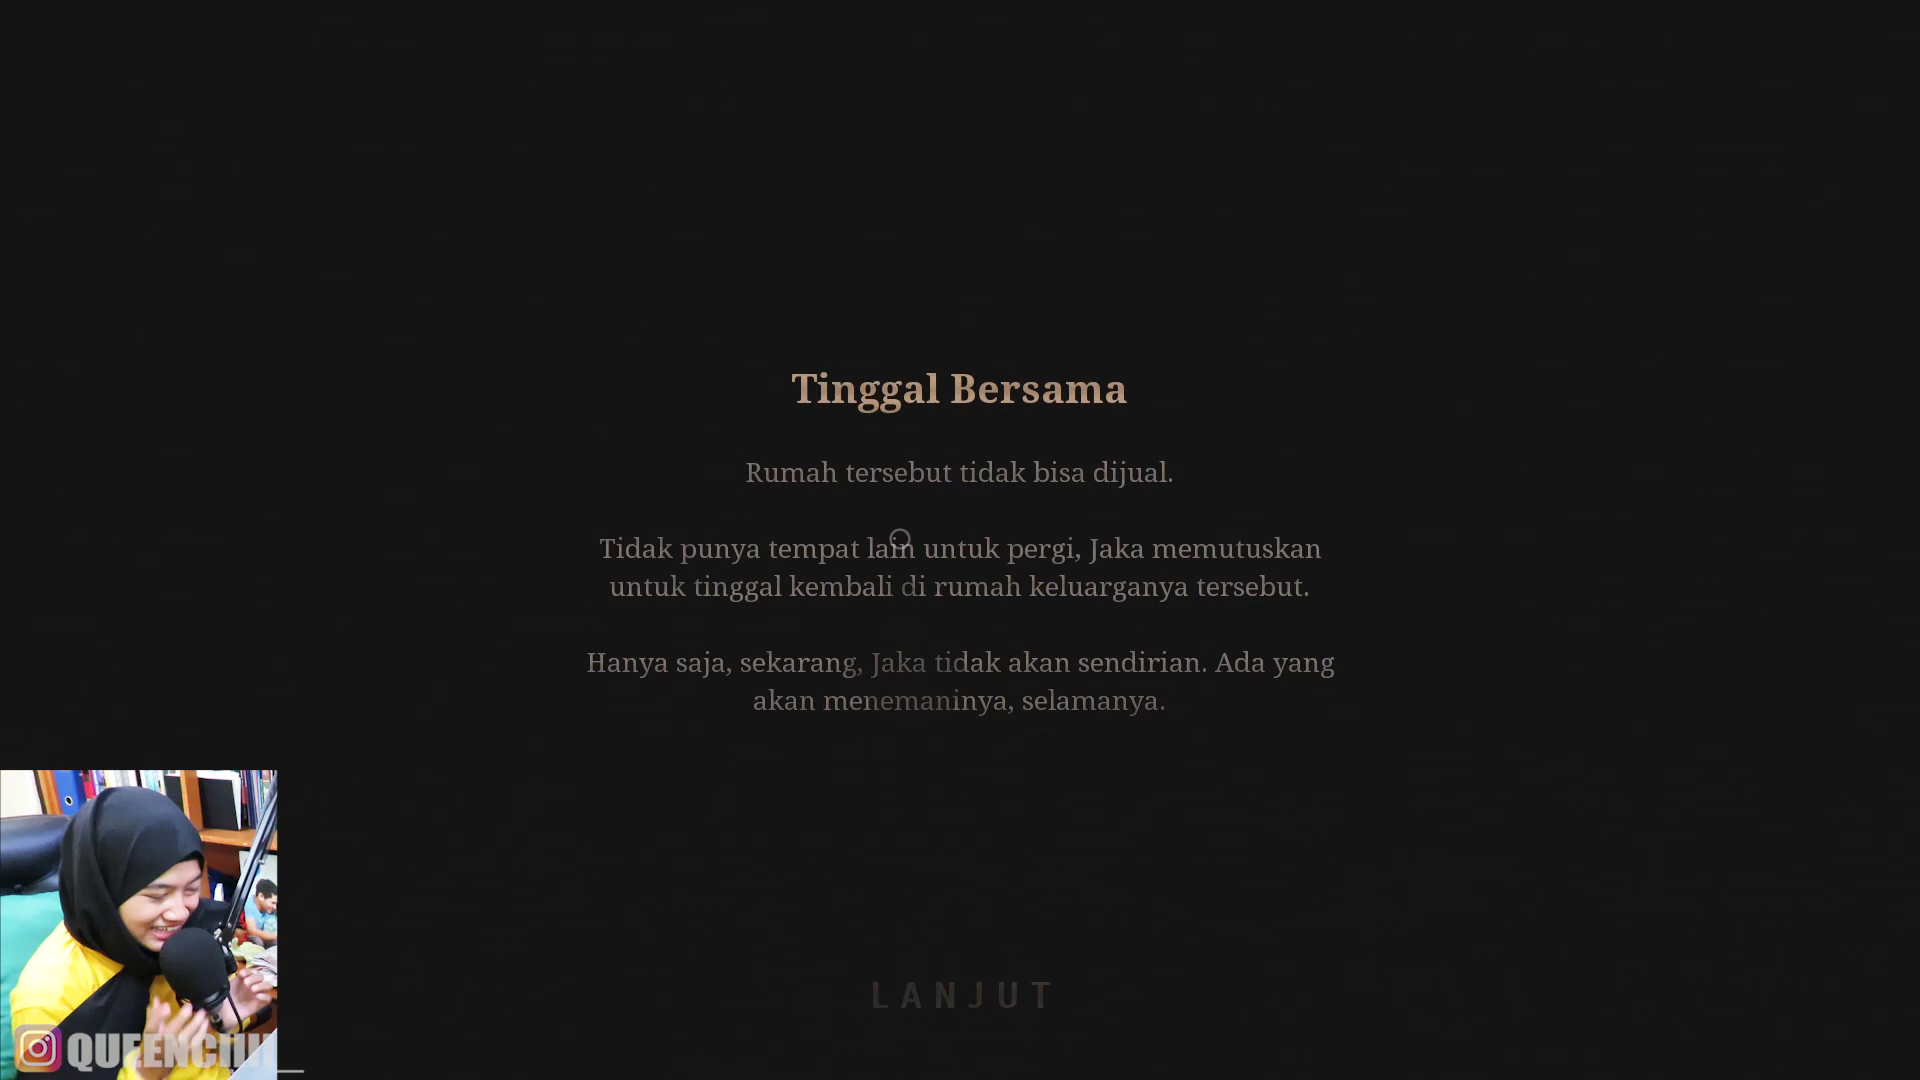 Tinggal Bersama
Rumah tersebut tidak bisa dijual.
Tidak punya tempat lain untuk pergi, Jaka memutuskan
untuk tinggal kembali di rumah keluarganya tersebut.
Hanya saja, sekarang, Jaka tidak akan sendirian. Ada yang
akan menemaninya, selamanya.
LANJUT